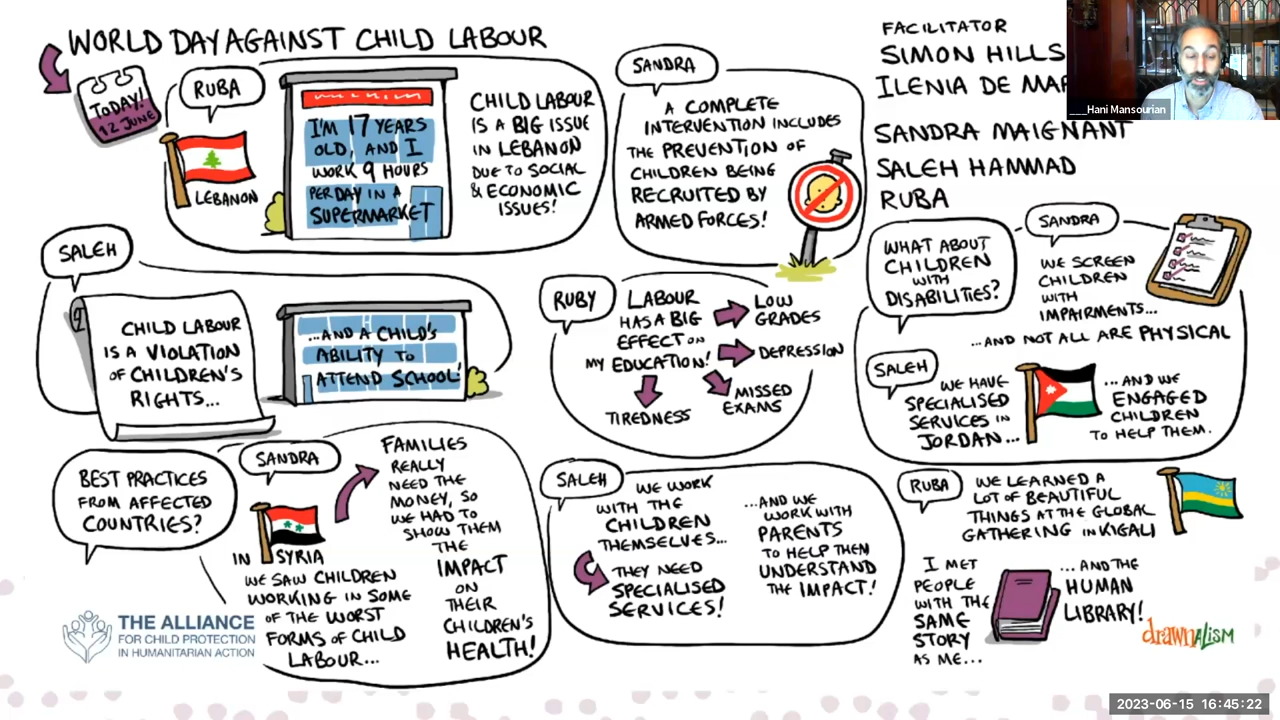 WORLD DAY AGAINST CHILD LABOUR
TODAY!
12 JUNE
RUBA
LEBANON
I'M 17 YEARS
OLD, AND I
WORK 9 HOURS
PER DAY IN A
SUPERMARKET
CHILD LABOUR
IS A BIG ISSUE
IN LEBANON
DUE TO SOCIAL
& ECONOMIC
ISSUES!
SANDRA
A COMPLETE
INTERVENTION INCLUDES
THE PREVENTION OF
CHILDREN BEING
RECRUITED BY
ARMED FORCES!
FACILITATOR
SIMON HILLS
ILENIA DE
SANDRA MAIGNANT
SALEH HAMMAD
RUBA
Hani Mansourian
SALEH
CHILD LABOUR
IS A VIOLATION
OF CHILDREN'S
RIGHTS...
...AND A CHILD'S
ABILITY TO
ATTEND SCHOOL!
RUBY
LABOUR
HAS A BIG
EFFECT ON
MY EDUCATION!
LOW
GRADES
DEPRESSION
MISSED
EXAMS
TIREDNESS
WHAT ABOUT
CHILDREN
WITH
DISABILITIES?
SANDRA
WE SCREEN
CHILDREN
WITH
IMPAIRMENTS...
...AND NOT ALL ARE PHYSICAL
SALEH
WE HAVE
SPECIALISED
SERVICES IN
JORDAN...
...AND WE
ENGAGED
CHILDREN
TO HELP THEM.
BEST PRACTICES
FROM AFFECTED
COUNTRIES?
SANDRA
IN SYRIA
WE SAW CHILDREN
WORKING IN SOME
OF THE WORST
FORMS OF CHILD
LABOUR...
FAMILIES
REALLY
NEED THE
MONEY, SO
WE HAD TO
SHOW THEM
THE
IMPACT
ON
THEIR
CHILDREN'S
HEALTH!
SALEH
WE WORK
WITH THE
CHILDREN
THEMSELVES...
THEY NEED
SPECIALISED
SERVICES!
...AND WE
WORK WITH
PARENTS
TO HELP THEM
UNDERSTAND
THE IMPACT!
RUBA
WE LEARNED A
LOT OF BEAUTIFUL
THINGS AT THE GLOBAL
GATHERING IN KIGALI
I MET
PEOPLE
WITH THE
SAME
STORY
AS ME...
...AND THE
HUMAN
LIBRARY!
THE ALLIANCE
FOR CHILD PROTECTION
IN HUMANITARIAN ACTION
drawnalism
2023-06-15 16:45:22